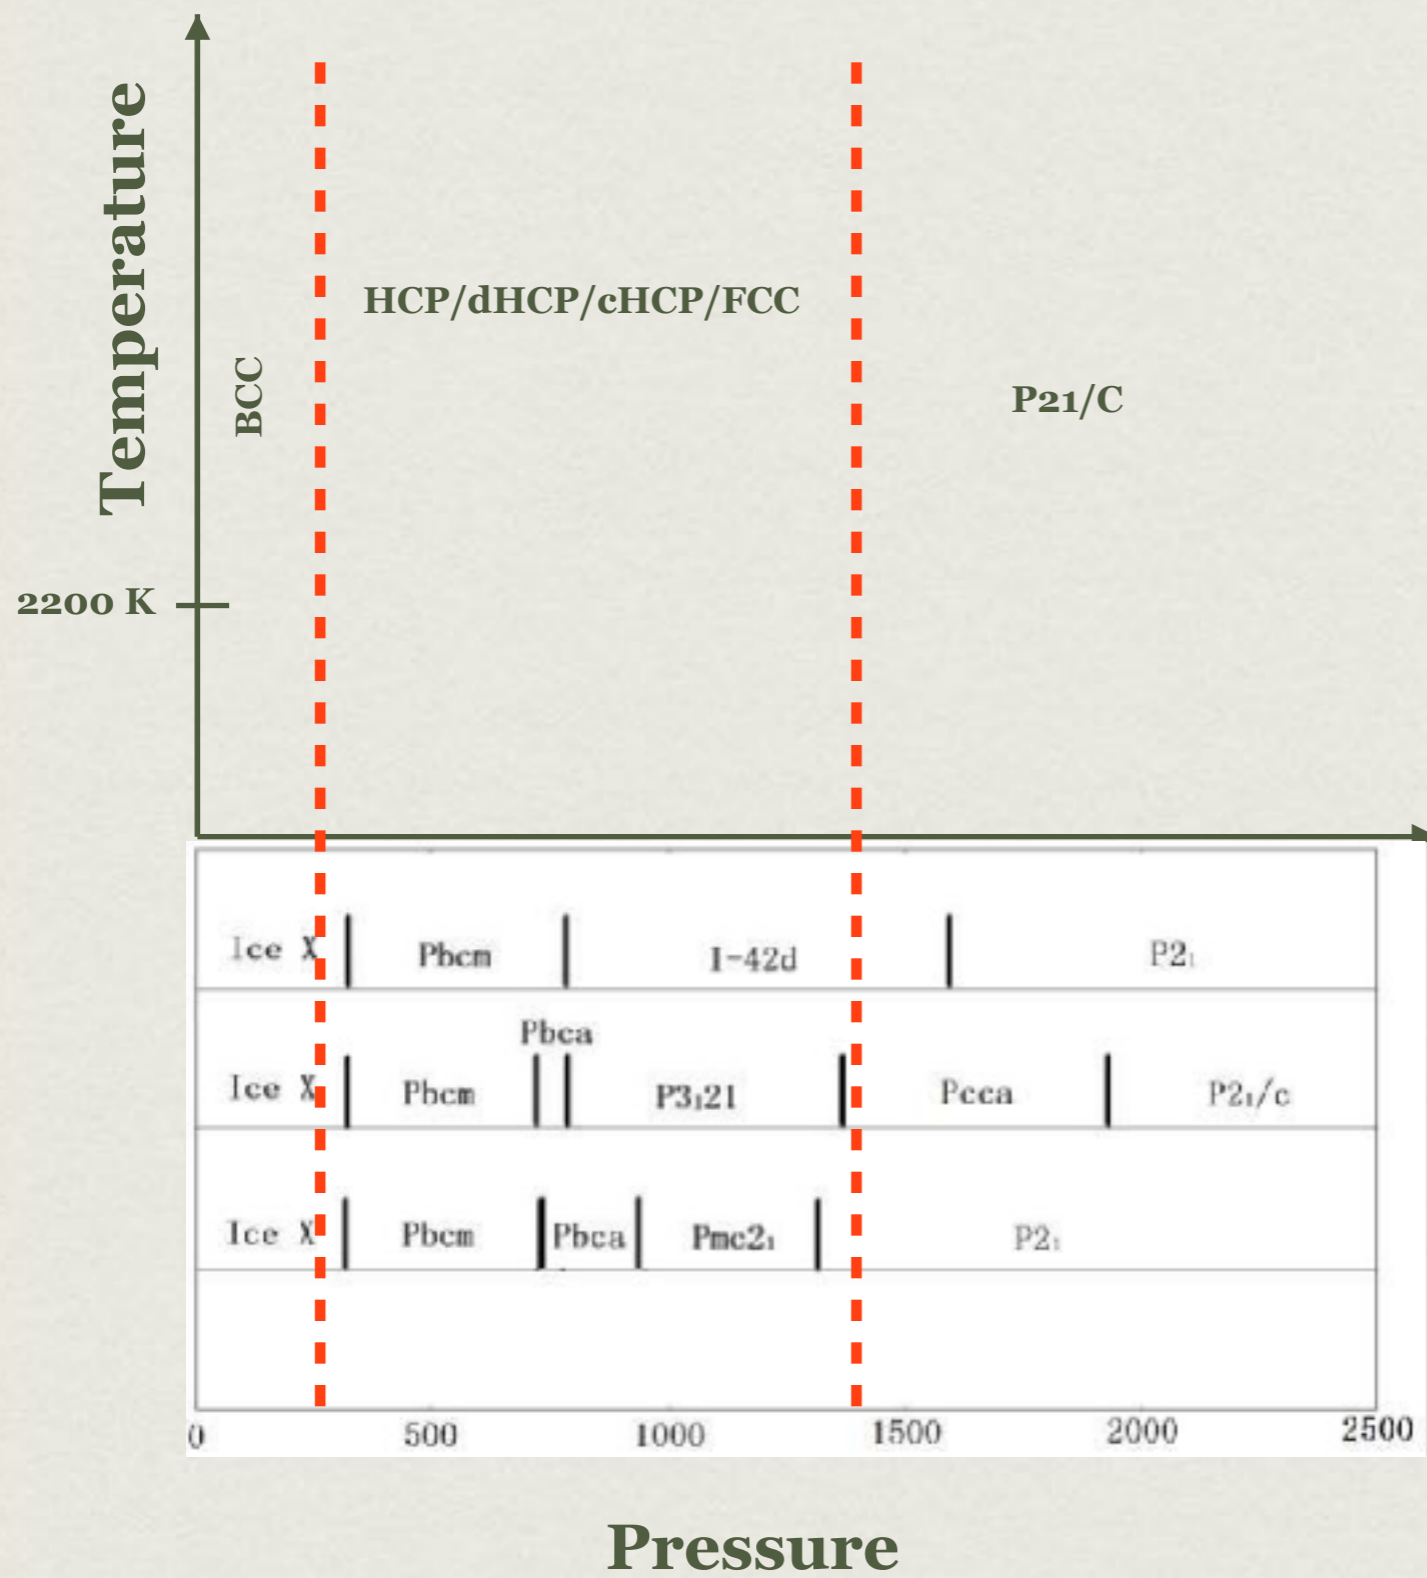 Temperature
HCP/dHCP/cHCP/FCC
BCC
P21/C
2200 K
Ice X Pbcm I-42d P2₁
Pbca
Ice X Pbcm P3₁21 Pcca P2₁/c
Ice X Pbcm Pbca Pmc2₁ P2₁
0 500 1000 1500 2000 2500
Pressure